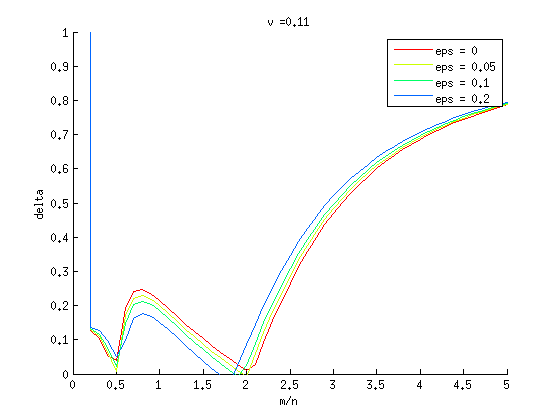 v =0.11
eps = 0
eps = 0.05
eps = 0.1
eps = 0.2
1
0.9
0.8
0.7
0.6
0.5
0.4
0.3
0.2
0.1
0
delta
0 0.5 1 1.5 2 2.5 3 3.5 4 4.5 5
m/n